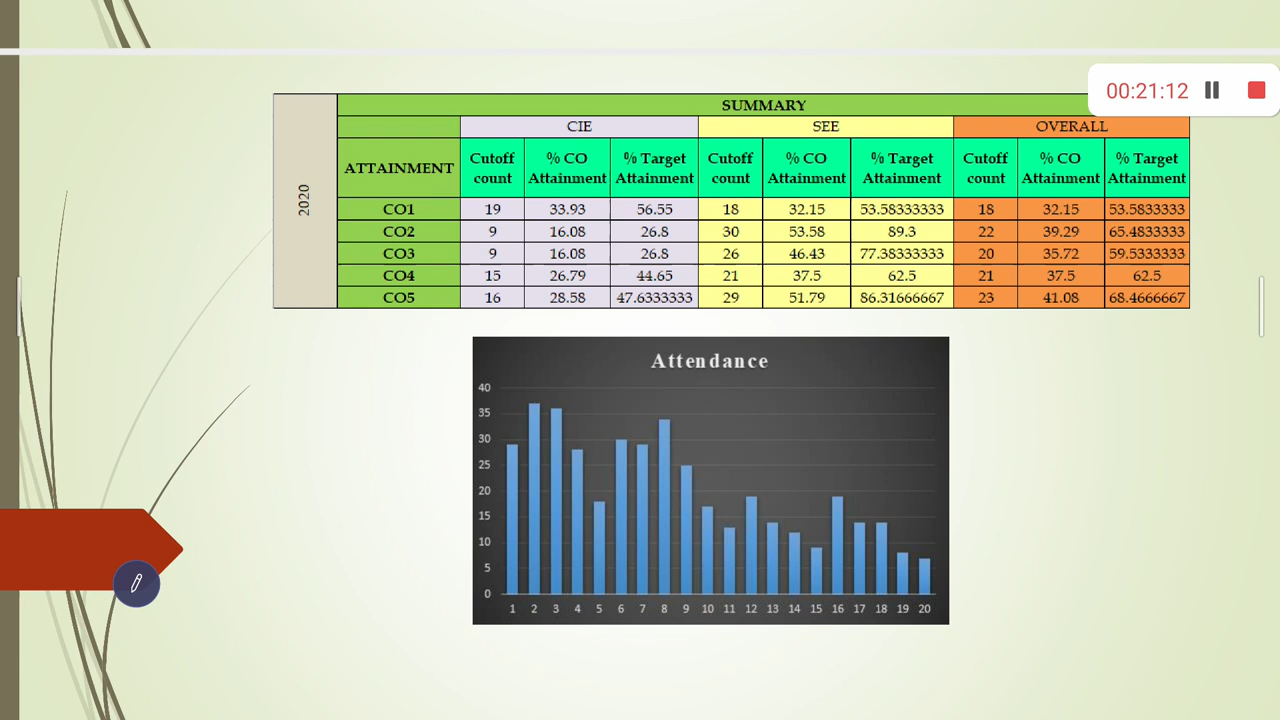 00:21:12
SUMMARY
CIE SEE OVERALL
2020
ATTAINMENT Cutoff count % CO Attainment % Target Attainment Cutoff count % CO Attainment % Target Attainment Cutoff count % CO Attainment % Target Attainment
CO1 19 33.93 56.55 18 32.15 53.58333333 18 32.15 53.5833333
CO2 9 16.08 26.8 30 53.58 89.3 22 39.29 65.4833333
CO3 9 16.08 26.8 26 46.43 77.38333333 20 35.72 59.5333333
CO4 15 26.79 44.65 21 37.5 62.5 21 37.5 62.5
CO5 16 28.58 47.6333333 29 51.79 86.31666667 23 41.08 68.4666667
Attendance
40
35
30
25
20
15
10
5
0
1 2 3 4 5 6 7 8 9 10 11 12 13 14 15 16 17 18 19 20